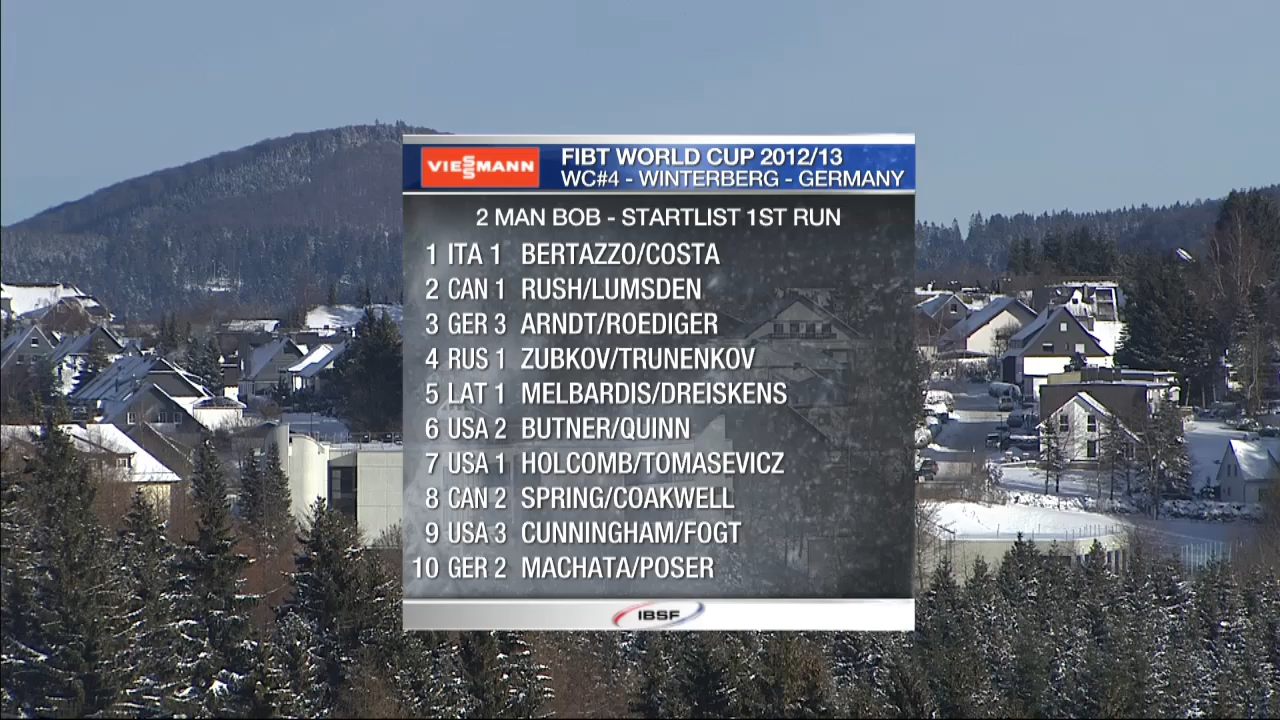 VIESSMANN
FIBT WORLD CUP 2012/13
WC#4 - WINTERBERG - GERMANY
2 MAN BOB - STARTLIST 1ST RUN
1 ITA 1 BERTAZZO/COSTA
2 CAN 1 RUSH/LUMSDEN
3 GER 3 ARNDT/ROEDIGER
4 RUS 1 ZUBKOV/TRUNENKOV
5 LAT 1 MELBARDIS/DREISKENS
6 USA 2 BUTNER/QUINN
7 USA 1 HOLCOMB/TOMASEVICZ
8 CAN 2 SPRING/COAKWELL
9 USA 3 CUNNINGHAM/FOGT
10 GER 2 MACHATA/POSER
IBSF